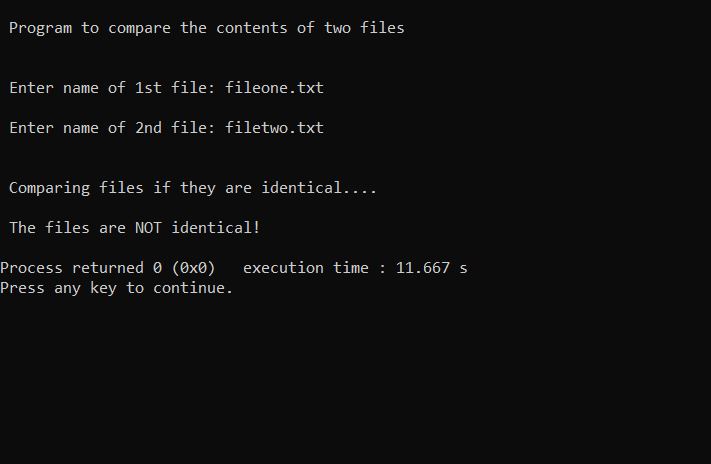 Program to compare the contents of two files
Enter name of 1st file: fileone.txt
Enter name of 2nd file: filetwo.txt
Comparing files if they are identical....
The files are NOT identical!
Process returned 0 (0x0)   execution time : 11.667 s
Press any key to continue.